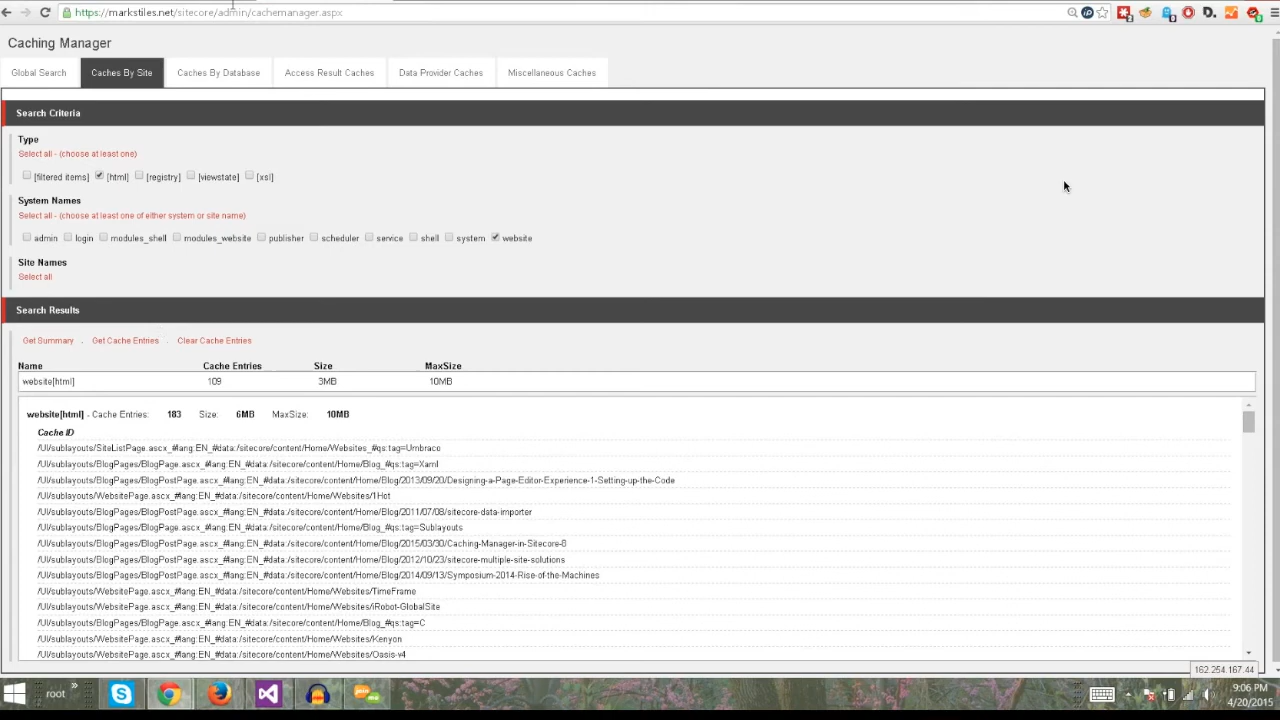 https://markstiles.net/sitecore/admin/cachemanager.aspx
Caching Manager
Global Search Caches By Site Caches By Database Access Result Caches Data Provider Caches Miscellaneous Caches
Search Criteria
Type
Select all - (choose at least one)
[filtered items] [html] [registry] [viewstate] [xsl]
System Names
Select all - (choose at least one of either system or site name)
admin login modules_shell modules_website publisher scheduler service shell system website
Site Names
Select all
Search Results
Get Summary . Get Cache Entries . Clear Cache Entries
Name Cache Entries Size MaxSize
website[html] 109 3MB 10MB
website[html] - Cache Entries: 183 Size: 6MB MaxSize: 10MB
Cache ID
/UI/sublayouts/SiteListPage.ascx_#lang:EN_#data:/sitecore/content/Home/Websites_#qs:tag=Umbraco
/UI/sublayouts/BlogPages/BlogPage.ascx_#lang:EN_#data:/sitecore/content/Home/Blog_#qs:tag=Xaml
/UI/sublayouts/BlogPages/BlogPostPage.ascx_#lang:EN_#data:/sitecore/content/Home/Blog/2013/09/20/Designing-a-Page-Editor-Experience-1-Setting-up-the-Code
/UI/sublayouts/WebsitePage.ascx_#lang:EN_#data:/sitecore/content/Home/Websites/1Hot
/UI/sublayouts/BlogPages/BlogPostPage.ascx_#lang:EN_#data:/sitecore/content/Home/Blog/2011/07/08/sitecore-data-importer
/UI/sublayouts/BlogPages/BlogPage.ascx_#lang:EN_#data:/sitecore/content/Home/Blog_#qs:tag=Sublayouts
/UI/sublayouts/BlogPages/BlogPostPage.ascx_#lang:EN_#data:/sitecore/content/Home/Blog/2015/03/30/Caching-Manager-in-Sitecore-8
/UI/sublayouts/BlogPages/BlogPostPage.ascx_#lang:EN_#data:/sitecore/content/Home/Blog/2012/10/23/sitecore-multiple-site-solutions
/UI/sublayouts/BlogPages/BlogPostPage.ascx_#lang:EN_#data:/sitecore/content/Home/Blog/2014/09/13/Symposium-2014-Rise-of-the-Machines
/UI/sublayouts/WebsitePage.ascx_#lang:EN_#data:/sitecore/content/Home/Websites/TimeFrame
/UI/sublayouts/WebsitePage.ascx_#lang:EN_#data:/sitecore/content/Home/Websites/iRobot-GlobalSite
/UI/sublayouts/BlogPages/BlogPage.ascx_#lang:EN_#data:/sitecore/content/Home/Blog_#qs:tag=C
/UI/sublayouts/WebsitePage.ascx_#lang:EN_#data:/sitecore/content/Home/Websites/Kenyon
/UI/sublayouts/WebsitePage.ascx_#lang:EN_#data:/sitecore/content/Home/Websites/Oasis-v4
162.254.167.44
root
9:06 PM
4/20/2015